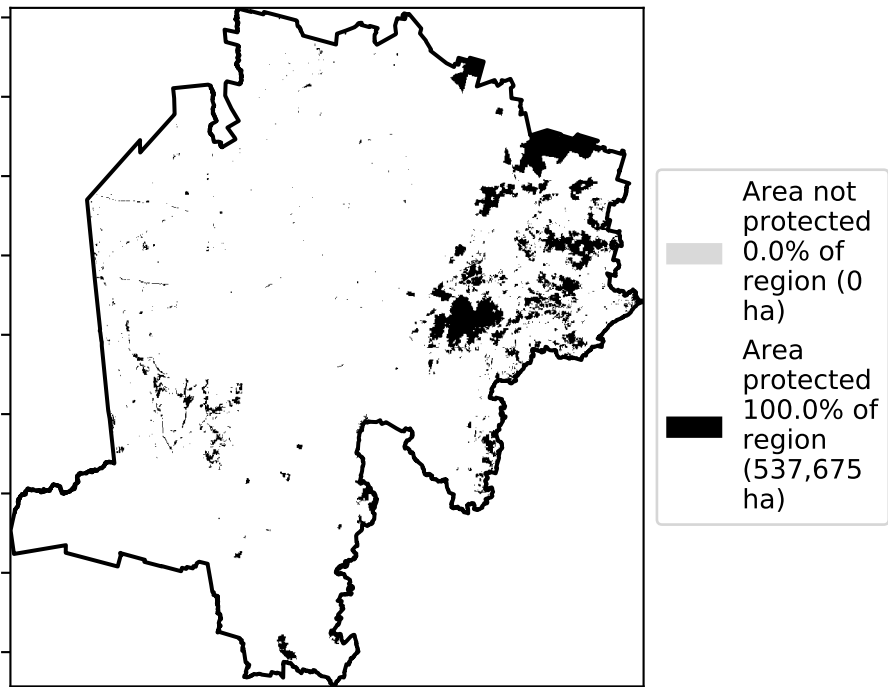 Area not
protected
0.0% of
region (0
ha)
Area
protected
100.0% of
region
(537,675
ha)